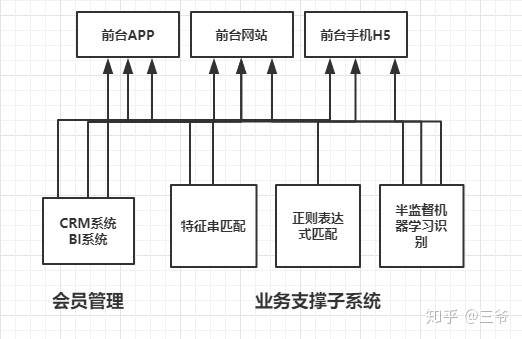 前台APP
前台网站
前台手机H5
CRM系统
BI系统
特征串匹配
正则表达
式匹配
半监督机
器学习识
别
会员管理
业务支撑子系统
知乎 @三爷